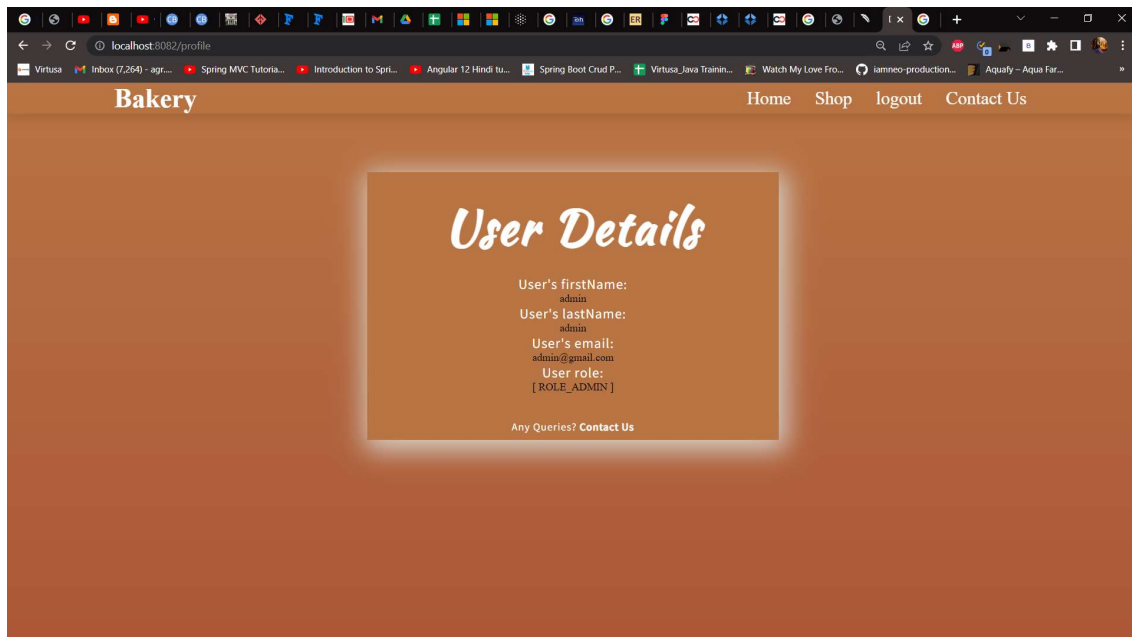 localhost:8082/profile
Virtusa Inbox (7,264) - agr.... Spring MVC Tutoria... Introduction to Spri... Angular 12 Hindi tu... Spring Boot Crud P... Virtusa_Java Trainin... Watch My Love Fro... iamneo-production... Aquafy – Aqua Far... »
Bakery Home Shop logout Contact Us
User Details
User's firstName:
admin
User's lastName:
admin
User's email:
admin@gmail.com
User role:
[ ROLE_ADMIN ]
Any Queries? Contact Us